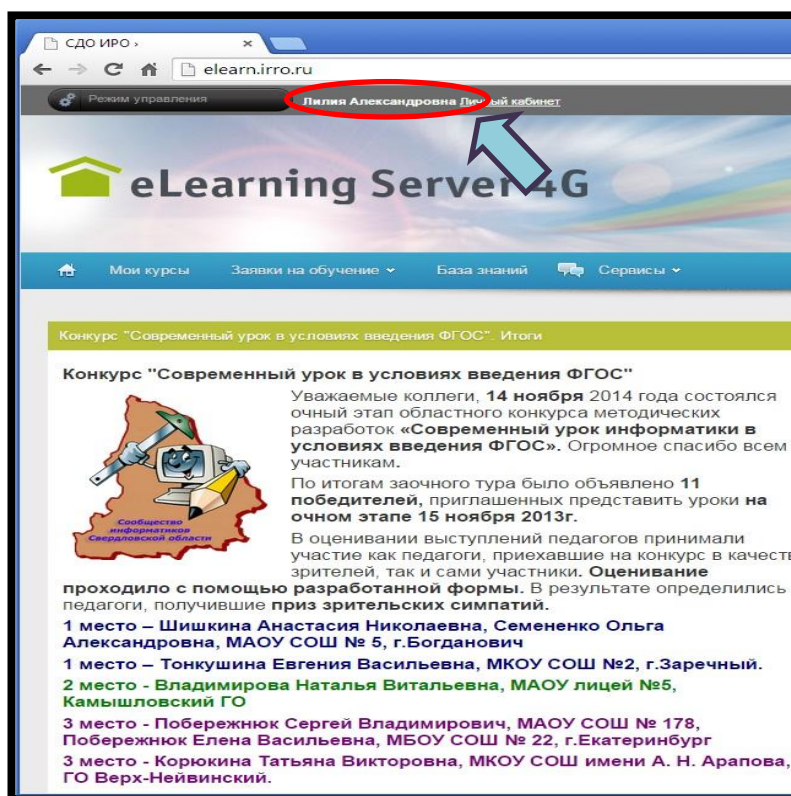 СДО ИРО ›
elearn.irro.ru
Режим управления Лилия Александровна Личный кабинет
eLearning Server 4G
Мои курсы Заявки на обучение База знаний Сервисы
Конкурс "Современный урок в условиях введения ФГОС". Итоги
Конкурс "Современный урок в условиях введения ФГОС"
Уважаемые коллеги, 14 ноября 2014 года состоялся
очный этап областного конкурса методических
разработок «Современный урок информатики в
условиях введения ФГОС». Огромное спасибо всем
участникам.
По итогам заочного тура было объявлено 11
победителей, приглашенных представить уроки на
очном этапе 15 ноября 2013г.
В оценивании выступлений педагогов принимали
участие как педагоги, приехавшие на конкурс в качеств
зрителей, так и сами участники. Оценивание
Сообщество
информатиков
Свердловской области
проходило с помощью разработанной формы. В результате определились
педагоги, получившие приз зрительских симпатий.
1 место – Шишкина Анастасия Николаевна, Семененко Ольга
Александровна, МАОУ СОШ № 5, г.Богданович
1 место – Тонкушина Евгения Васильевна, МКОУ СОШ №2, г.Заречный.
2 место - Владимирова Наталья Витальевна, МАОУ лицей №5,
Камышловский ГО
3 место - Побережнюк Сергей Владимирович, МАОУ СОШ № 178,
Побережнюк Елена Васильевна, МБОУ СОШ № 22, г.Екатеринбург
3 место - Корюкина Татьяна Викторовна, МКОУ СОШ имени А. Н. Арапова,
ГО Верх-Нейвинский.